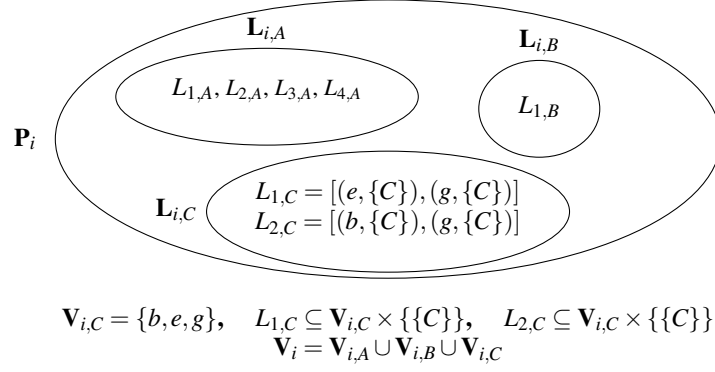 𝐋_{i,A}
𝐋_{i,B}
L_{1,A}, L_{2,A}, L_{3,A}, L_{4,A}
L_{1,B}
𝐏_i
L_{1,C} = [(e, {C}), (g, {C})]
𝐋_{i,C}
L_{2,C} = [(b, {C}), (g, {C})]
𝐕_{i,C} = {b, e, g}, L_{1,C} ⊆ 𝐕_{i,C} × {{C}}, L_{2,C} ⊆ 𝐕_{i,C} × {{C}}
𝐕_i = 𝐕_{i,A} ∪ 𝐕_{i,B} ∪ 𝐕_{i,C}